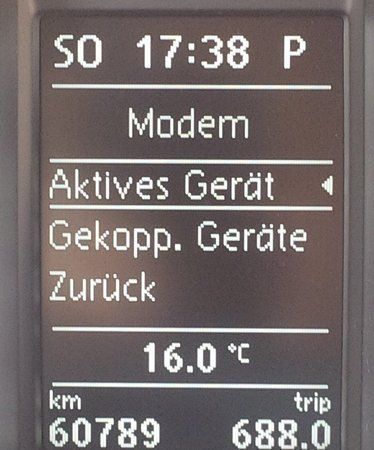 SO 17:38 P
Modem
Aktives Gerät ◀
Gekopp. Geräte
Zurück
16.0 °C
km trip
60789 688.0